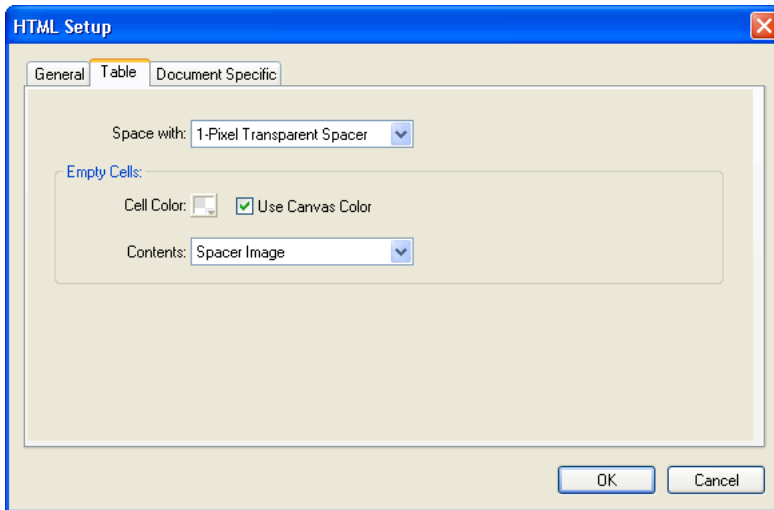 HTML Setup
General Table Document Specific
Space with: 1-Pixel Transparent Spacer
Empty Cells:
Cell Color: Use Canvas Color
Contents: Spacer Image
OK Cancel